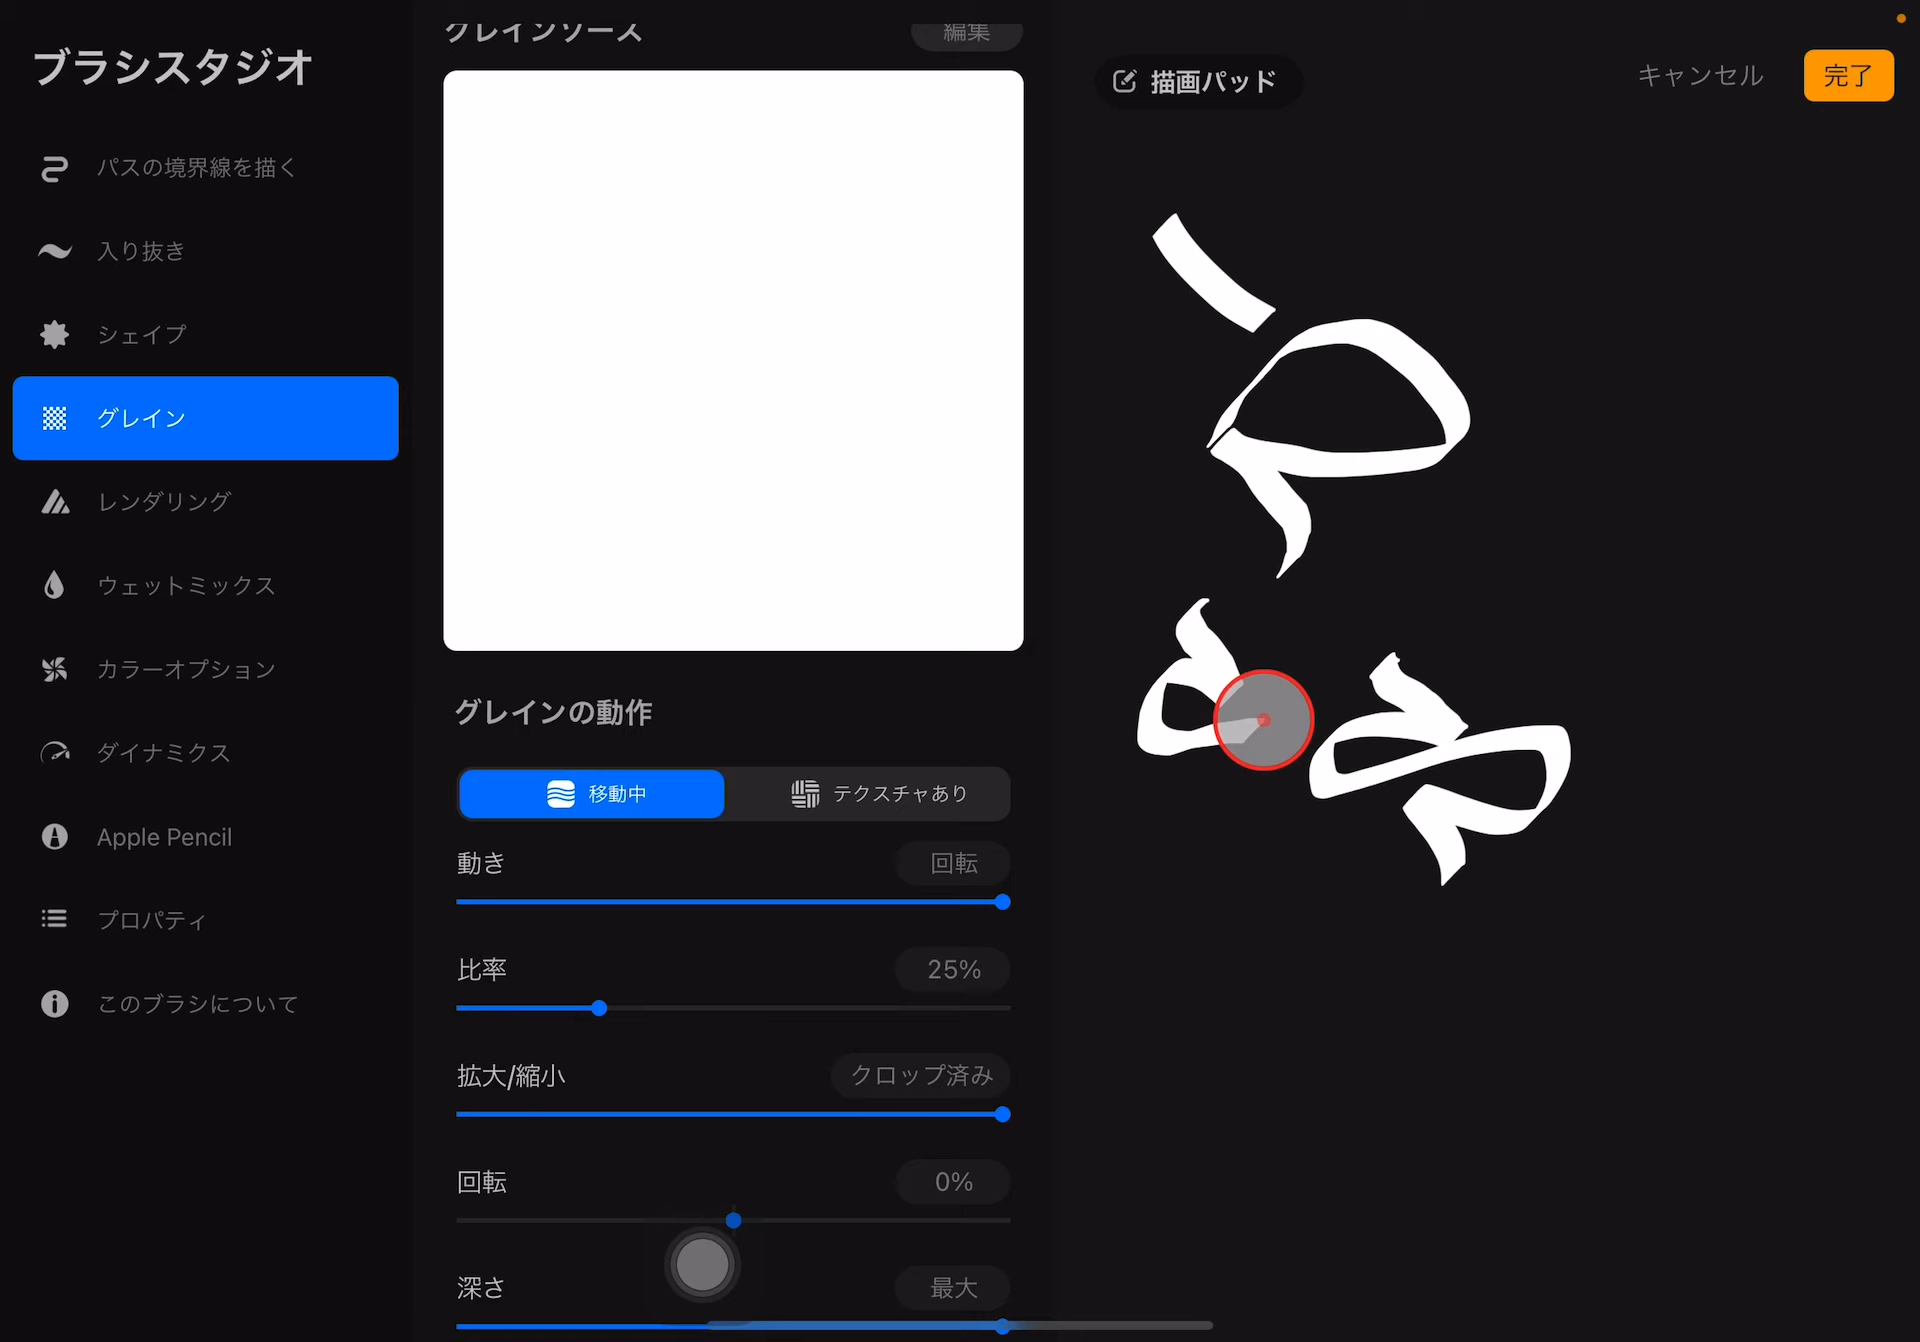 ブラシスタジオ
パスの境界線を描く
入り抜き
シェイプ
グレイン
レンダリング
ウェットミックス
カラーオプション
ダイナミクス
Apple Pencil
プロパティ
このブラシについて
グレインソース
編集
グレインの動作
移動中
テクスチャあり
動き
回転
比率
25%
拡大/縮小
クロップ済み
回転
0%
深さ
最大
描画パッド
キャンセル
完了